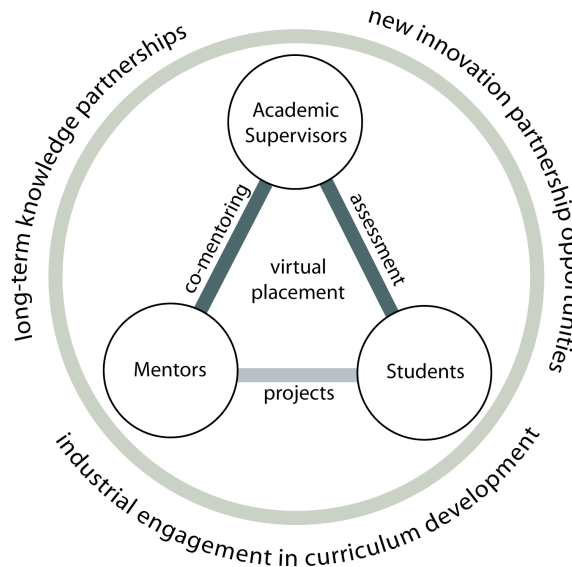 long-term knowledge partnerships
new innovation partnership opportunities
Academic
Supervisors
co-mentoring
assessment
virtual
placement
Mentors
Students
projects
industrial engagement in curriculum development